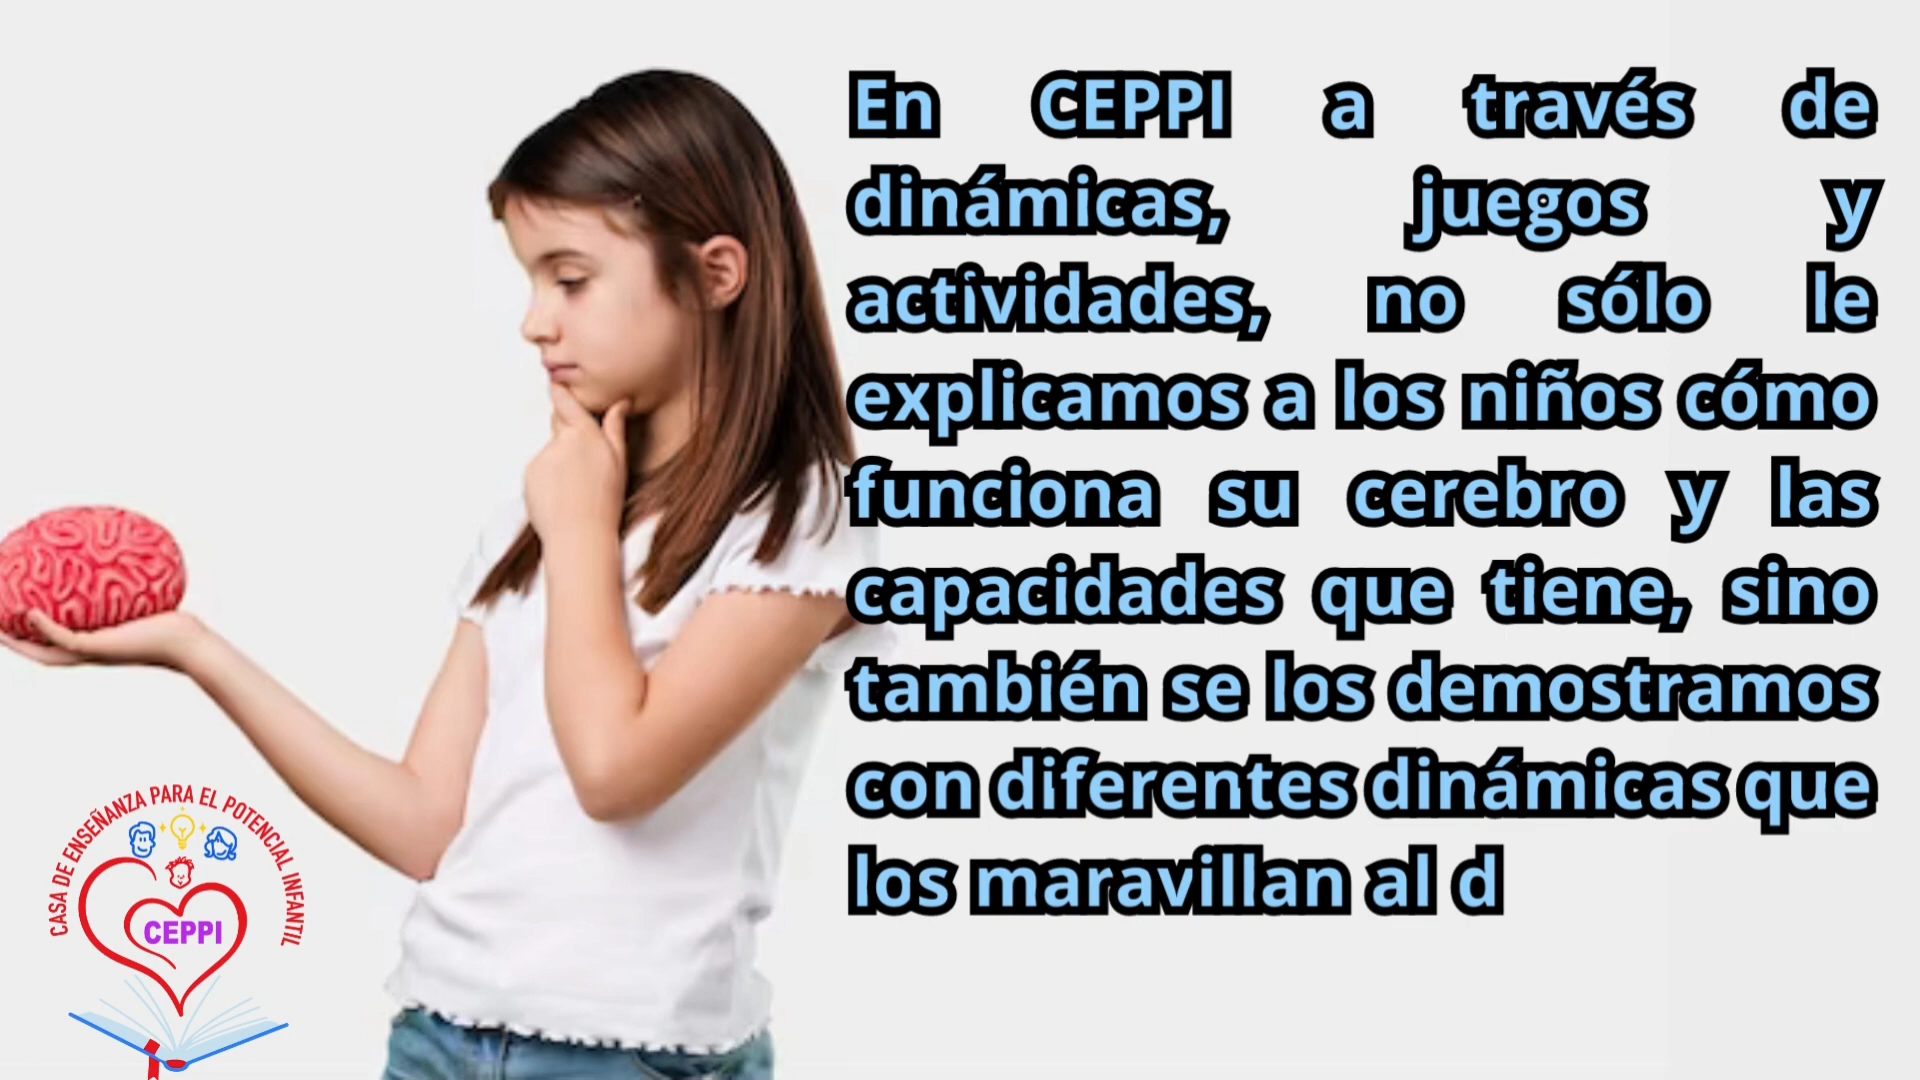 En CEPPI a través de
dinámicas, juegos y
actividades, no sólo le
explicamos a los niños cómo
funciona su cerebro y las
capacidades que tiene, sino
también se los demostramos
con diferentes dinámicas que
los maravillan al d
CASA DE ENSEÑANZA PARA EL POTENCIAL INFANTIL
CEPPI